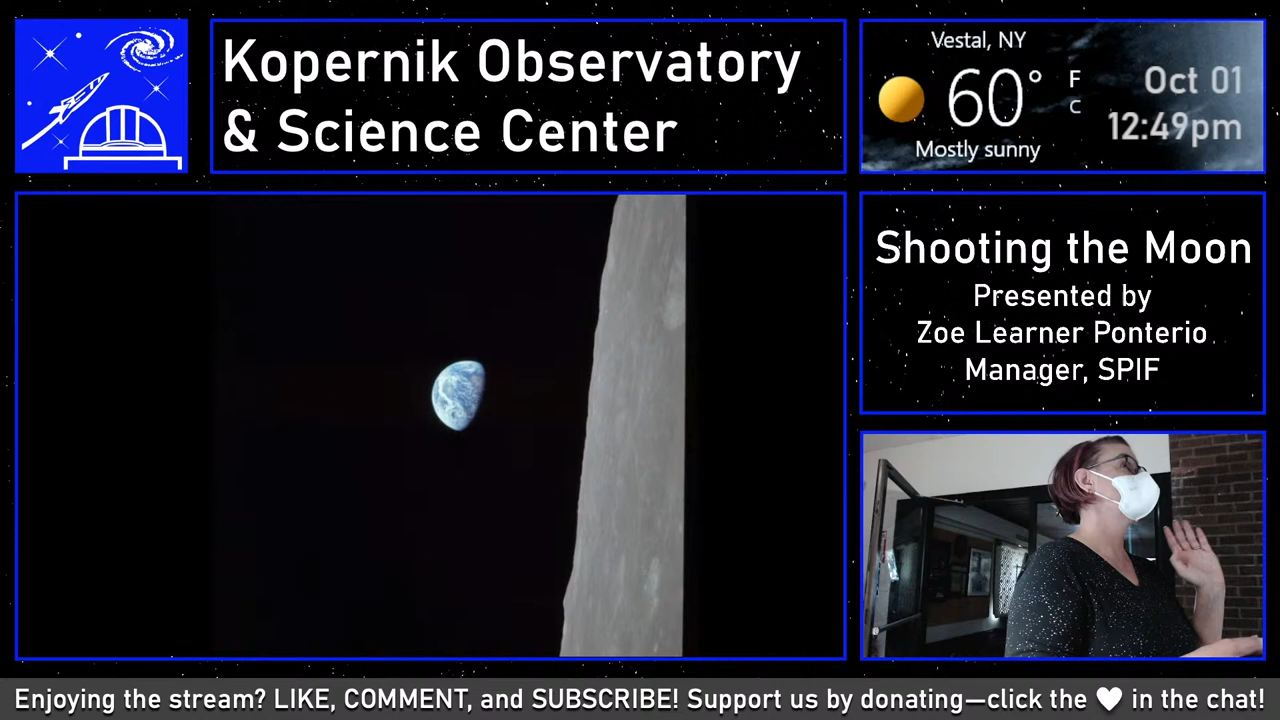 Kopernik Observatory
& Science Center
Vestal, NY
60° F
C
Mostly sunny
Oct 01
12:49pm
Shooting the Moon
Presented by
Zoe Learner Ponterio
Manager, SPIF
Enjoying the stream? LIKE, COMMENT, and SUBSCRIBE! Support us by donating—click the ♥ in the chat!